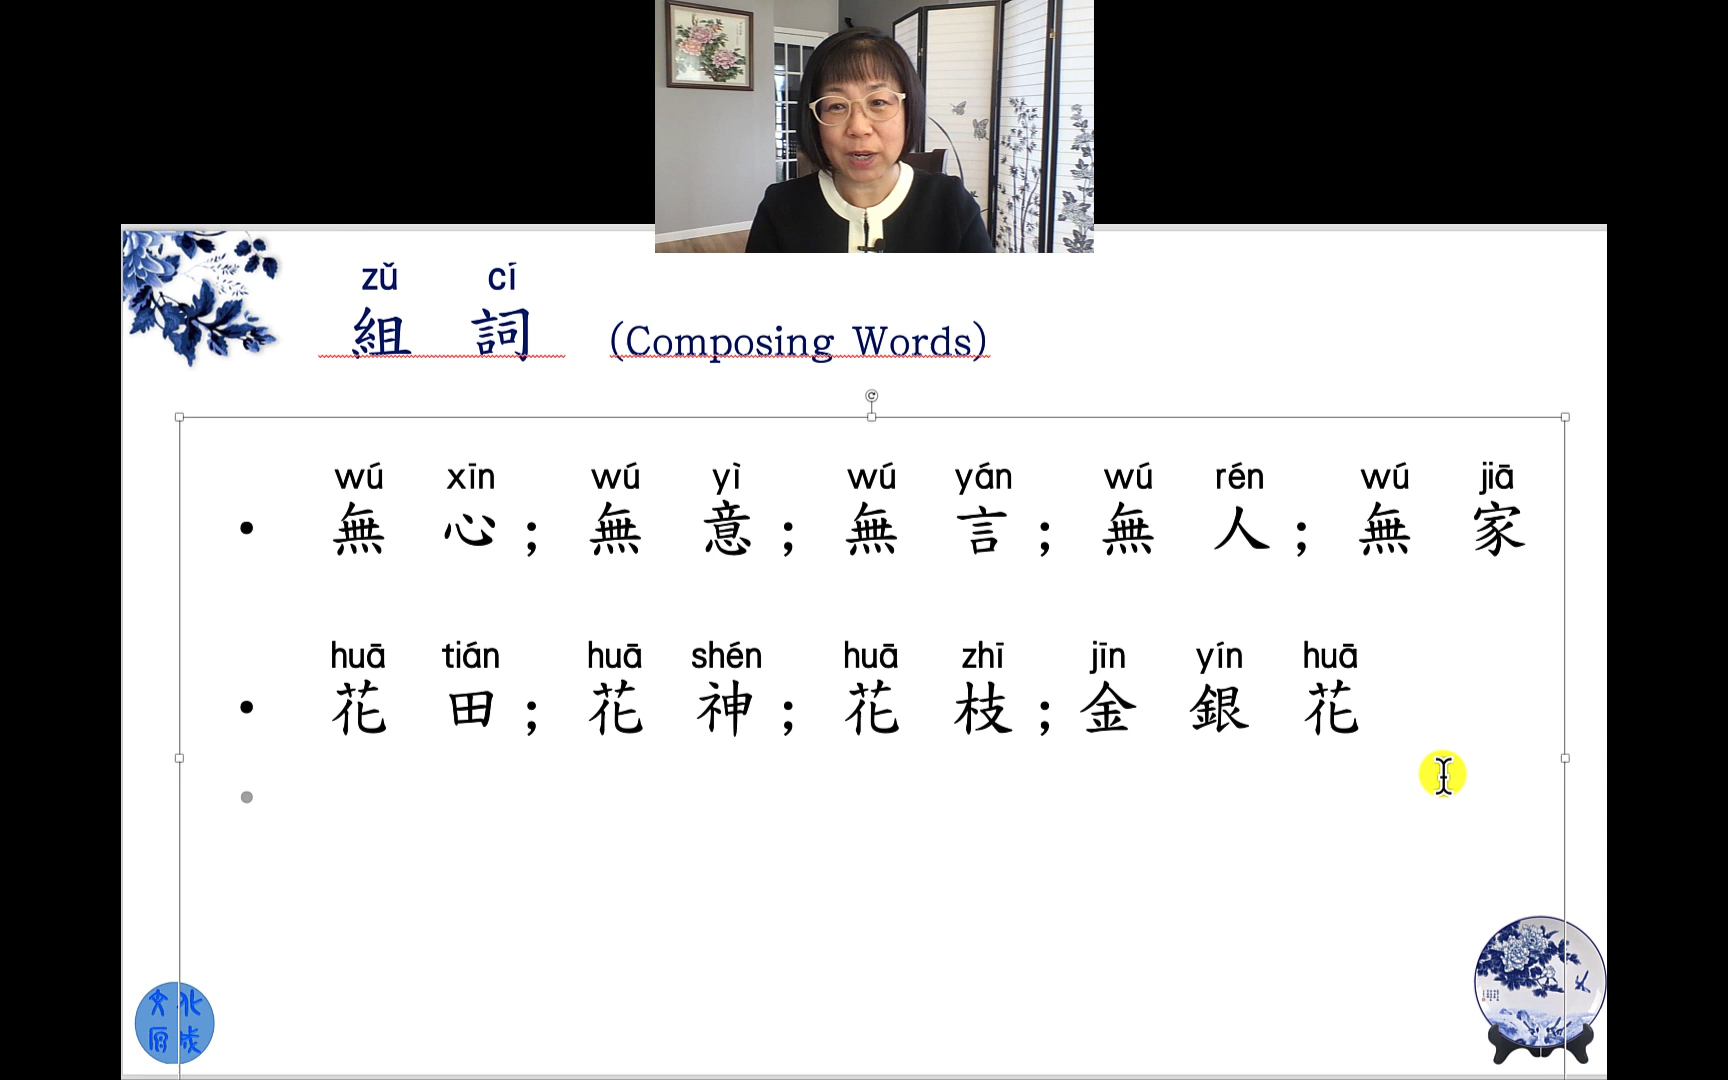 zǔ cí
組 詞 (Composing Words)
wú xīn wú yì wú yán wú rén wú jiā
• 無 心 ; 無 意 ; 無 言 ; 無 人 ; 無 家
huā tián huā shén huā zhī jīn yín huā
• 花 田 ; 花 神 ; 花 枝 ; 金 銀 花